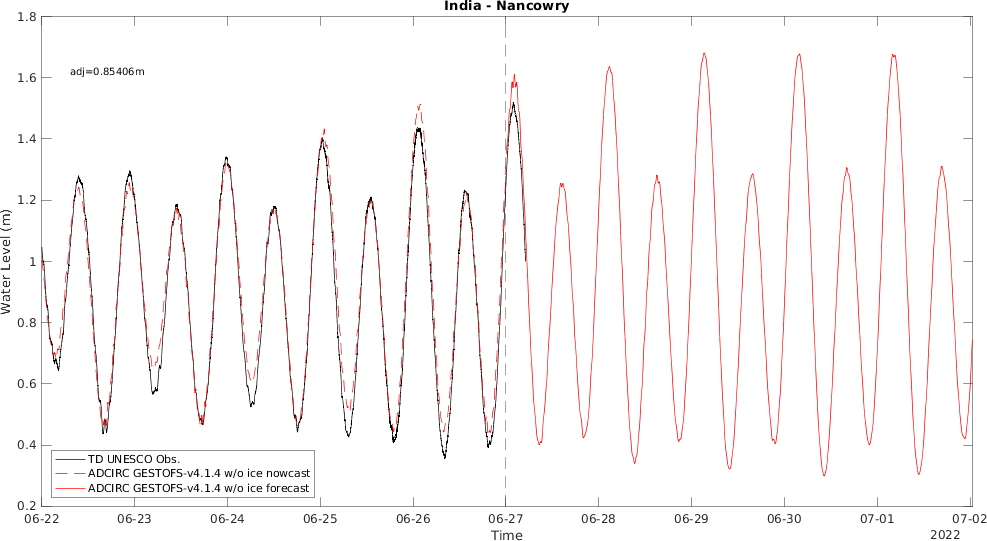 India - Nancowry
1.8
1.6
1.4
1.2
1
0.8
0.6
0.4
0.2
Water Level (m)
adj=0.85406m
TD UNESCO Obs.
ADCIRC GESTOFS-v4.1.4 w/o ice nowcast
ADCIRC GESTOFS-v4.1.4 w/o ice forecast
06-22 06-23 06-24 06-25 06-26 06-27 06-28 06-29 06-30 07-01 07-02
Time
2022